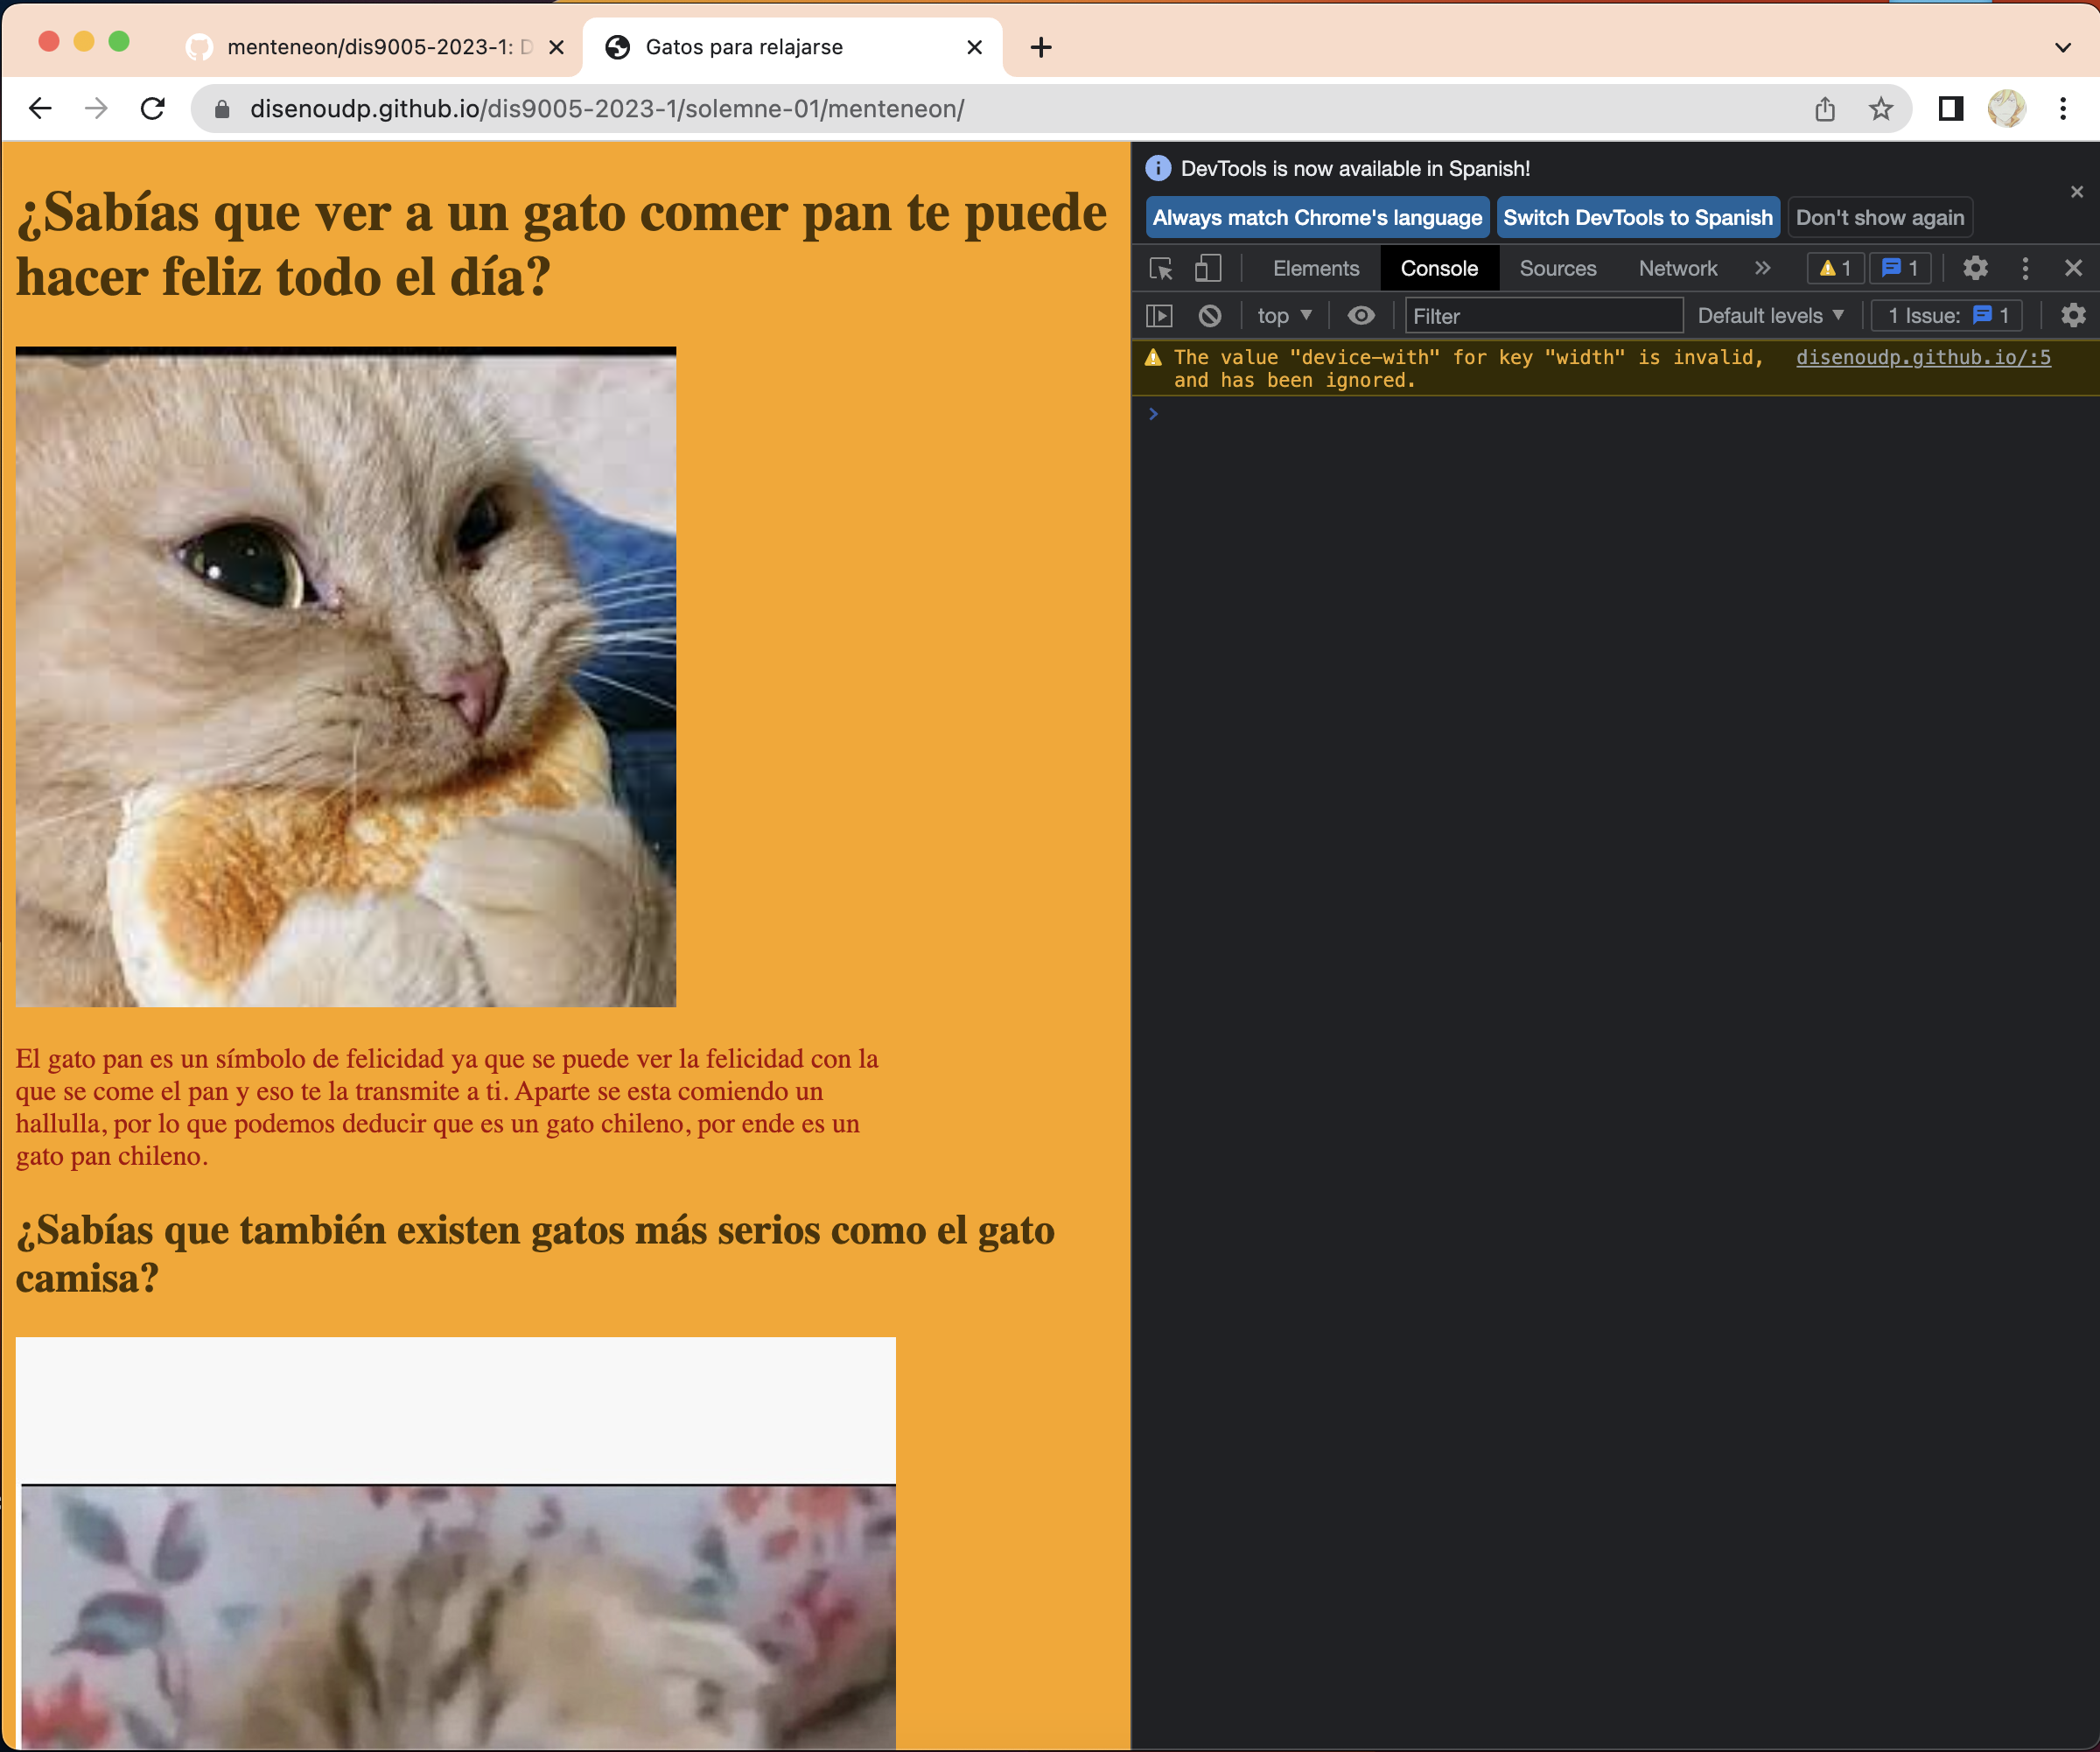 menteneon/dis9005-2023-1: D
Gatos para relajarse
disenoudp.github.io/dis9005-2023-1/solemne-01/menteneon/
¿Sabías que ver a un gato comer pan te puede
hacer feliz todo el día?
El gato pan es un símbolo de felicidad ya que se puede ver la felicidad con la
que se come el pan y eso te la transmite a ti. Aparte se esta comiendo un
hallulla, por lo que podemos deducir que es un gato chileno, por ende es un
gato pan chileno.
¿Sabías que también existen gatos más serios como el gato
camisa?
DevTools is now available in Spanish!
Always match Chrome's language Switch DevTools to Spanish Don't show again
Elements Console Sources Network 1 1
top Filter Default levels 1 Issue: 1
The value "device-with" for key "width" is invalid, disenoudp.github.io/:5
and has been ignored.